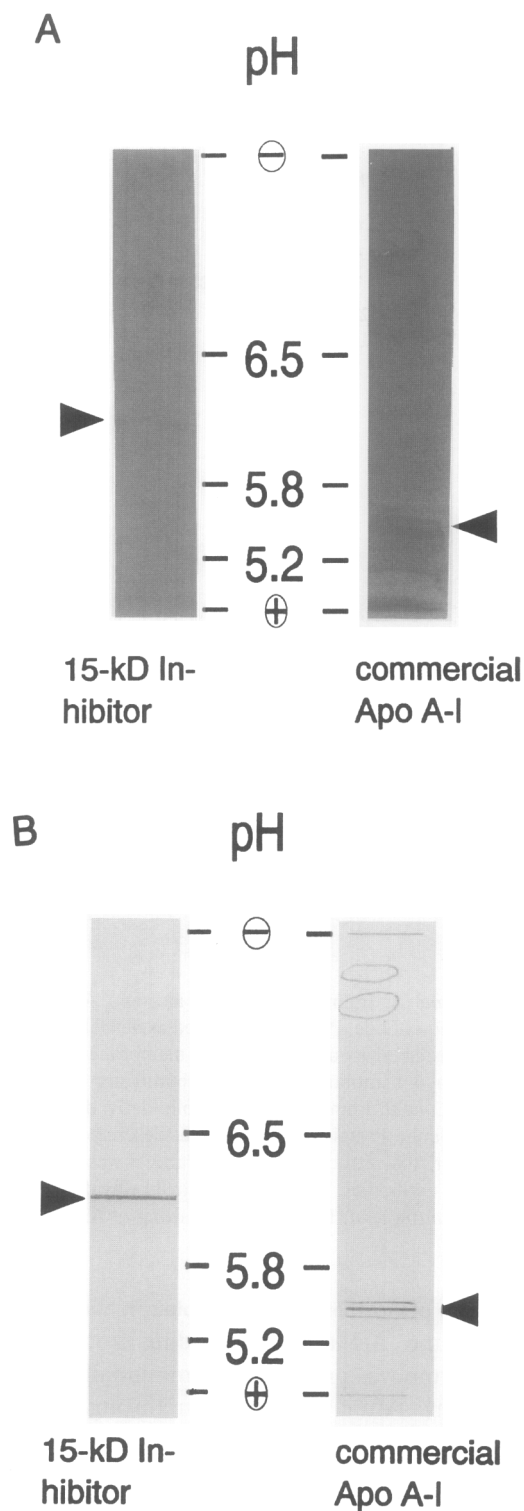 A
pH
⊖
6.5
5.8
5.2
⊕
15-kD In-
hibitor
commercial
Apo A-I
B
pH
⊖
6.5
5.8
5.2
⊕
15-kD In-
hibitor
commercial
Apo A-I